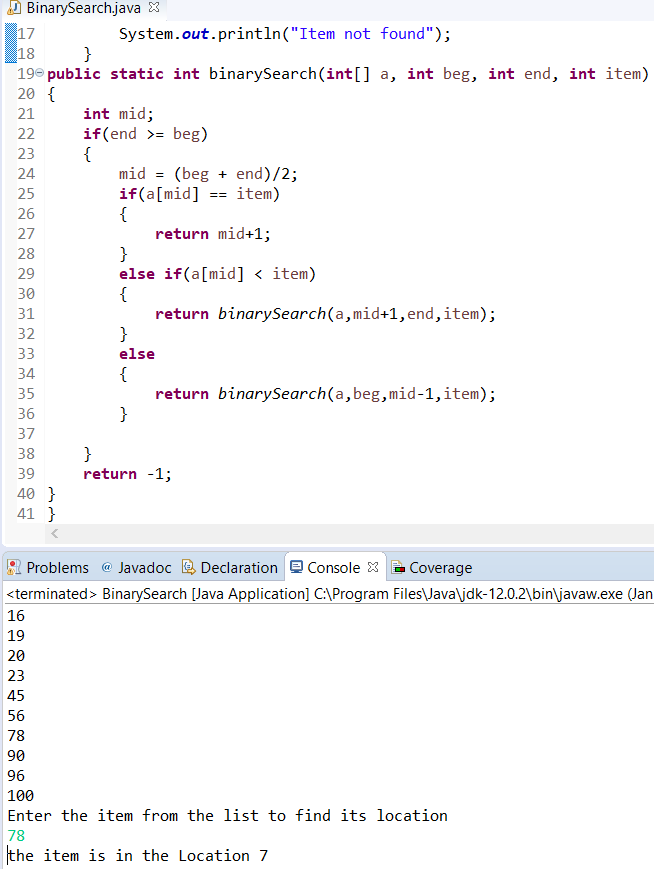 BinarySearch.java
17         System.out.println("Item not found");
18     }
19 public static int binarySearch(int[] a, int beg, int end, int item)
20 {
21     int mid;
22     if(end >= beg)
23     {
24         mid = (beg + end)/2;
25         if(a[mid] == item)
26         {
27             return mid+1;
28         }
29         else if(a[mid] < item)
30         {
31             return binarySearch(a,mid+1,end,item);
32         }
33         else
34         {
35             return binarySearch(a,beg,mid-1,item);
36         }
37
38     }
39     return -1;
40 }
41 }
Problems @ Javadoc Declaration Console Coverage
<terminated> BinarySearch [Java Application] C:\Program Files\Java\jdk-12.0.2\bin\javaw.exe (Jan
16
19
20
23
45
56
78
90
96
100
Enter the item from the list to find its location
78
the item is in the Location 7